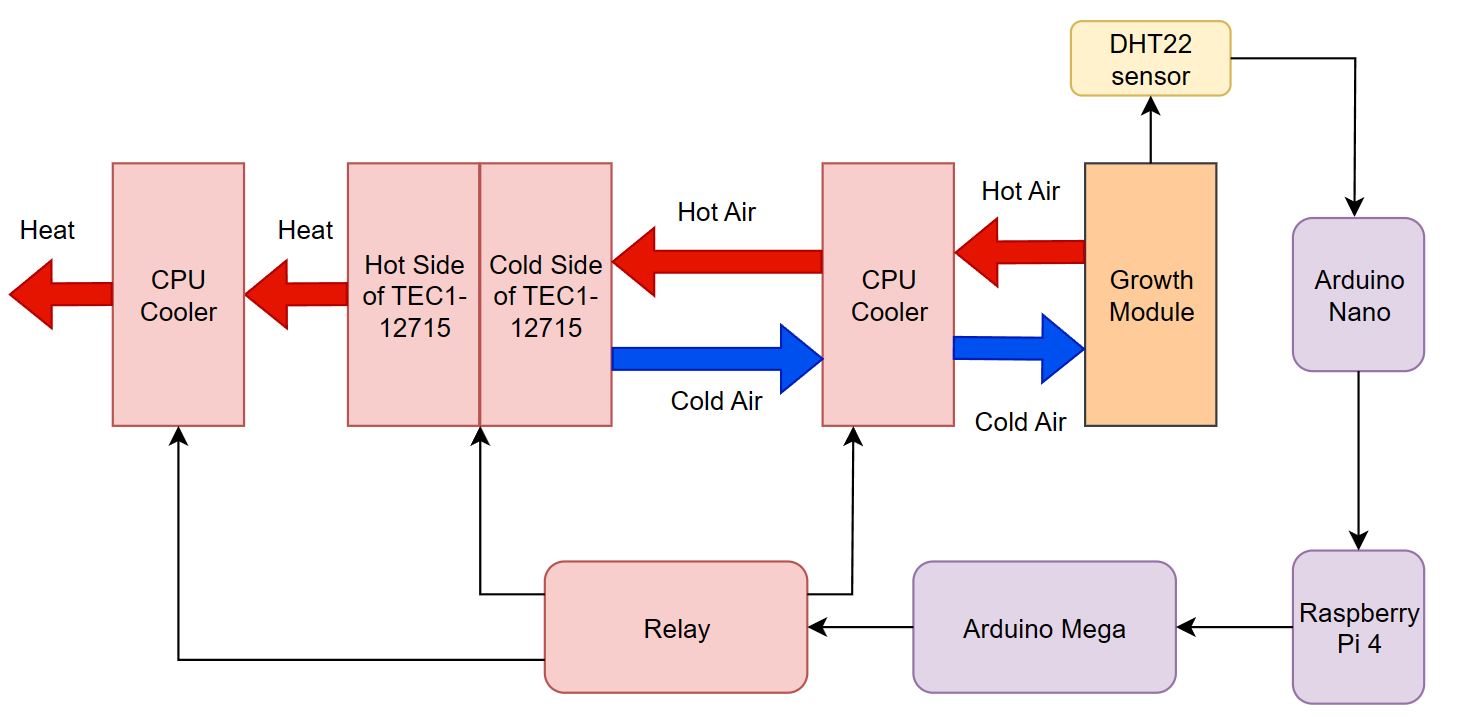 DHT22
sensor
Heat
CPU
Cooler
Heat
Hot Side
of TEC1-
12715
Cold Side
of TEC1-
12715
Hot Air
Cold Air
CPU
Cooler
Hot Air
Cold Air
Growth
Module
Arduino
Nano
Relay
Arduino Mega
Raspberry
Pi 4